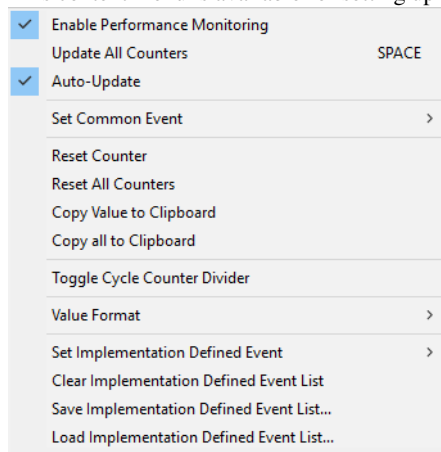 Enable Performance Monitoring
Update All Counters SPACE
Auto-Update
Set Common Event
Reset Counter
Reset All Counters
Copy Value to Clipboard
Copy all to Clipboard
Toggle Cycle Counter Divider
Value Format
Set Implementation Defined Event
Clear Implementation Defined Event List
Save Implementation Defined Event List...
Load Implementation Defined Event List...